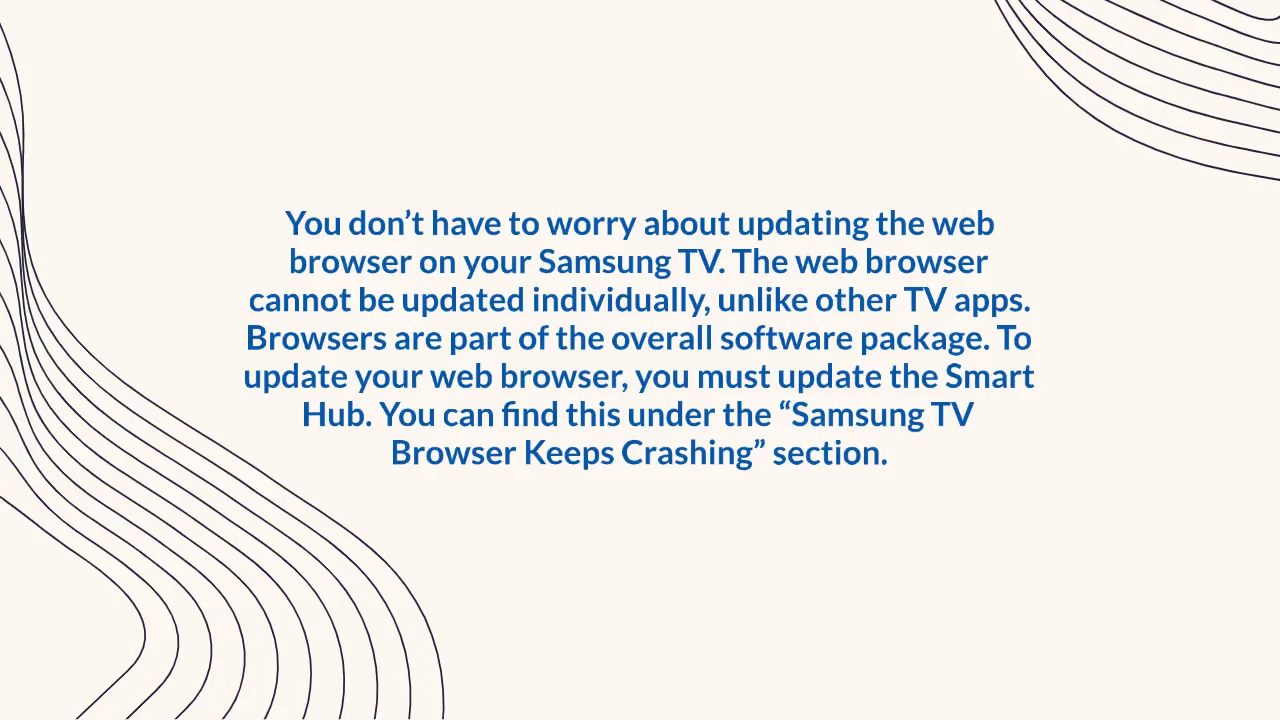 You don’t have to worry about updating the web
browser on your Samsung TV. The web browser
cannot be updated individually, unlike other TV apps.
Browsers are part of the overall software package. To
update your web browser, you must update the Smart
Hub. You can find this under the “Samsung TV
Browser Keeps Crashing” section.